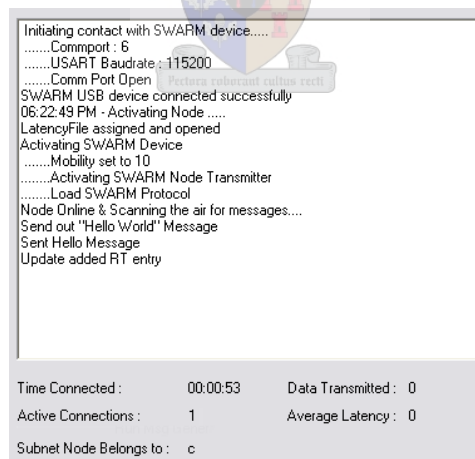 Initiating contact with SWARM device.....
.......Commport : 6
.......USART Baudrate : 115200
.......Comm Port Open
Pectora roborant cultus recti
SWARM USB device connected successfully
06:22:49 PM - Activating Node .....
LatencyFile assigned and opened
Activating SWARM Device
.......Mobility set to 10
........Activating SWARM Node Transmitter
........Load SWARM Protocol
Node Online & Scanning the air for messages....
Send out "Hello World" Message
Sent Hello Message
Update added RT entry
Time Connected : 00:00:53 Data Transmitted : 0
Active Connections : 1 Average Latency : 0
Subnet Node Belongs to : c